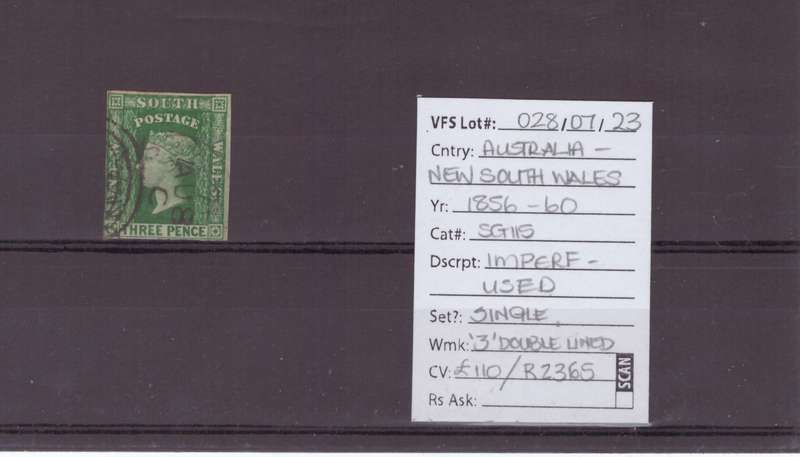 SOUTH
POSTAGE
WALES
THREE PENCE
AU8
C
VFS Lot#: 028/07/23
Cntry: AUSTRALIA -
NEW SOUTH WALES
Yr: 1856-60
Cat#: SG115
Dscrpt: IMPERF -
USED
Set?: SINGLE
Wmk: '3' DOUBLE LINED
CV: £110/R2365
SCAN
Rs Ask: